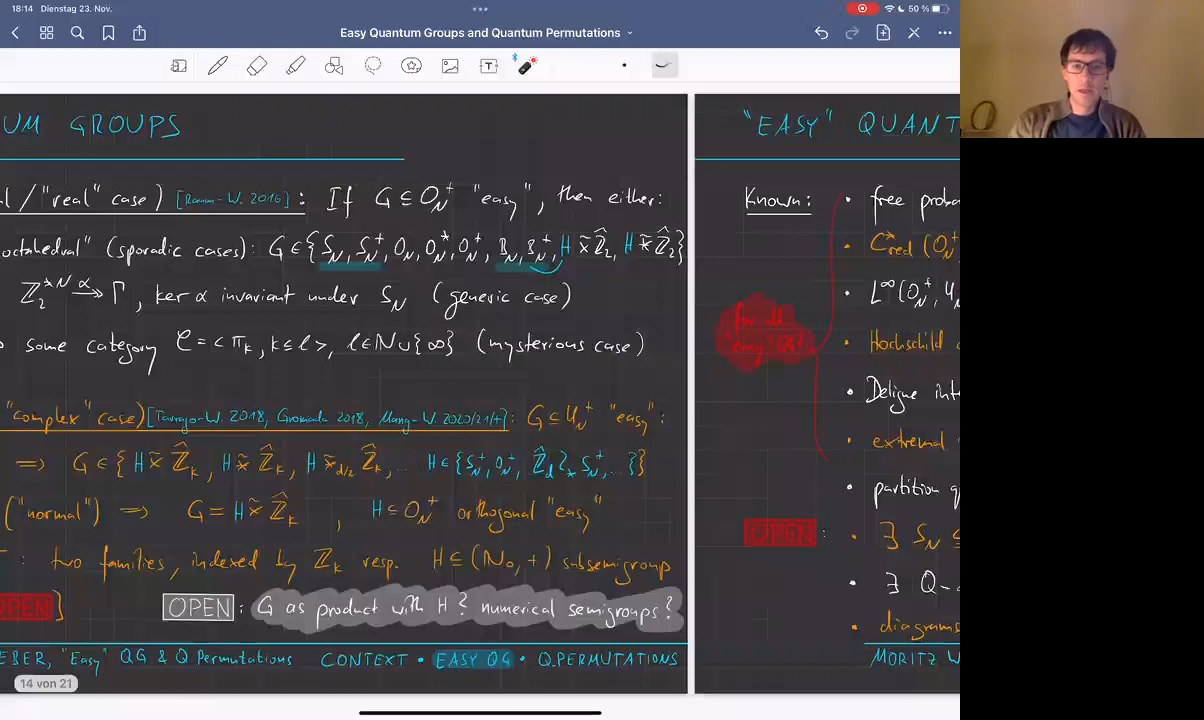 18:14 Dienstag 23. Nov.
50 %
Easy Quantum Groups and Quantum Permutations
UM GROUPS
l / "real" case) [Raum-W. 2016]: If G ⊆ O_N^+ "easy", then either:
octahedral" (sporadic cases): G ∈ {S_N, S_N^+, O_N, O_N^*, O_N^+, B_N, B_N^+, H ×̃ Ẑ_2, H *̃ Ẑ_2}
Z_2^{*N} →^α Γ, ker α invariant under S_N (generic case)
some category C = < π_k, k ≤ l >, l ∈ N ∪ {∞} (mysterious case)
"complex" case) [Tarrago-W. 2018, Gromada 2018, Mang-W. 2020/21/+]: G ⊆ U_N^+ "easy":
⇒ G ∈ { H ×̃ Ẑ_k, H *̃ Ẑ_k, H ×̃_{d/2} Ẑ_k, ... H ∈ {S_N^+, O_N^+, Ẑ_d ≀_* S_N^+, ...}}
("normal") ⇒ G = H ×̃ Ẑ_k, H ⊆ O_N^+ orthogonal "easy"
: two families, indexed by Z_k resp. H ⊆ (N_0, +) subsemigroup
OPEN]
OPEN: G as product with H? numerical semigroups?
EBER, "Easy" QG & Q.Permutations CONTEXT • EASY QG • Q.PERMUTATIONS
14 von 21
"EASY" QUANT
Known:
• free proba
• C*_red (O_N^+
• L^∞(O_N^+, U_N
for all easy QG?
• Hochschild
• Deligne int
• extremal
• partition q
OPEN: • ∃ S_N ⊆
• ∃ Q-
• diagrams
MORITZ W